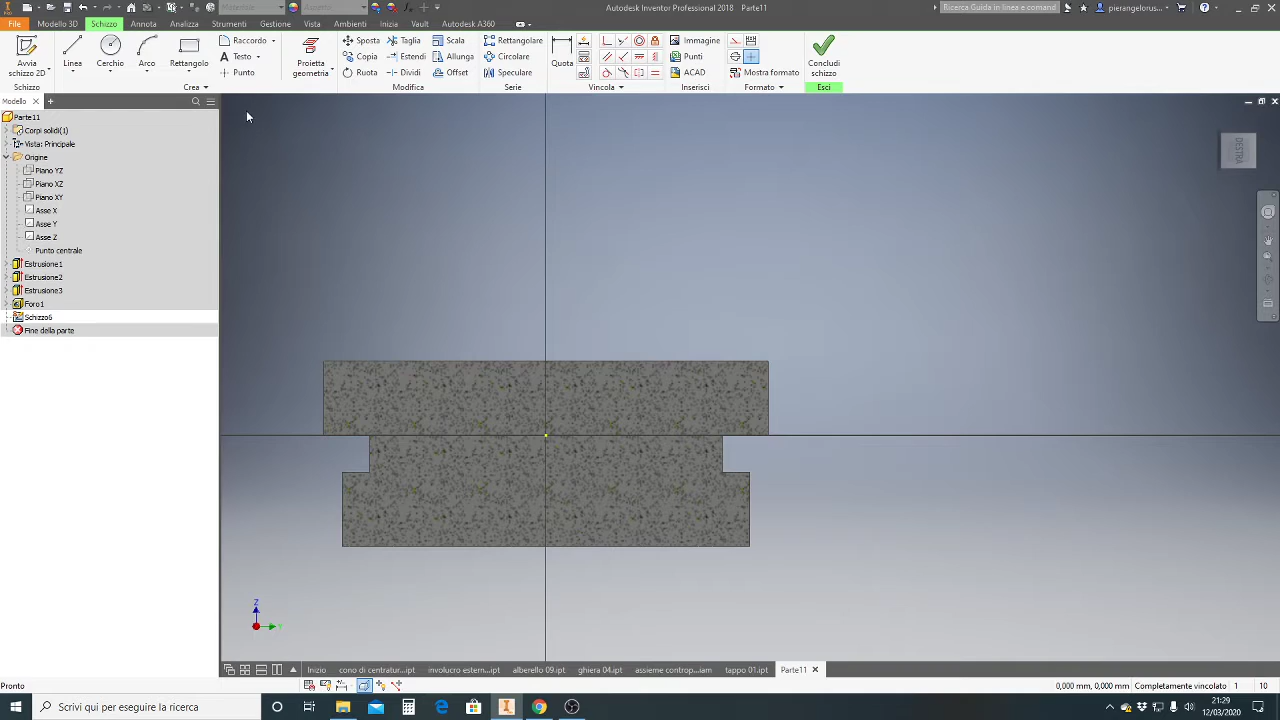 Materiale
Aspetto
Autodesk Inventor Professional 2018   Parte11
Ricerca Guida in linea e comand
pierangelorus...
File
Modello 3D
Schizzo
Annota
Ispeziona
Strumenti
Gestione
Vista
Ambienti
Inizia
Vault
Autodesk A360
Avvia
schizzo 2D
Linea
Cerchio
Arco
Rettangolo
Raccordo
Testo
Punto
Proietta
geometria
Sposta
Copia
Ruota
Taglia
Estendi
Dividi
Scala
Allunga
Offset
Rettangolare
Circolare
Speculare
Quota
Immagine
Punti
ACAD
Mostra formato
Concludi
schizzo
Schizzo
Crea
Modifica
Serie
Vincola
Inserisci
Formato
Esci
Modello
Parte11
Corpi solidi(1)
Vista: Principale
Origine
Piano YZ
Piano XZ
Piano XY
Asse X
Asse Y
Asse Z
Punto centrale
Estrusione1
Estrusione2
Estrusione3
Foro1
Schizzo6
Fine della parte
DESTRA
Z
Y
Inizio
cono di centratur...ipt
involucro estern...ipt
alberello 09.ipt
ghiera 04.ipt
assieme controp...iam
tappo 01.ipt
Parte11
Pronto
0,000 mm, 0,000 mm
Completamente vincolato
1
10
Scrivi qui per eseguire la ricerca
21:29
12/03/2020